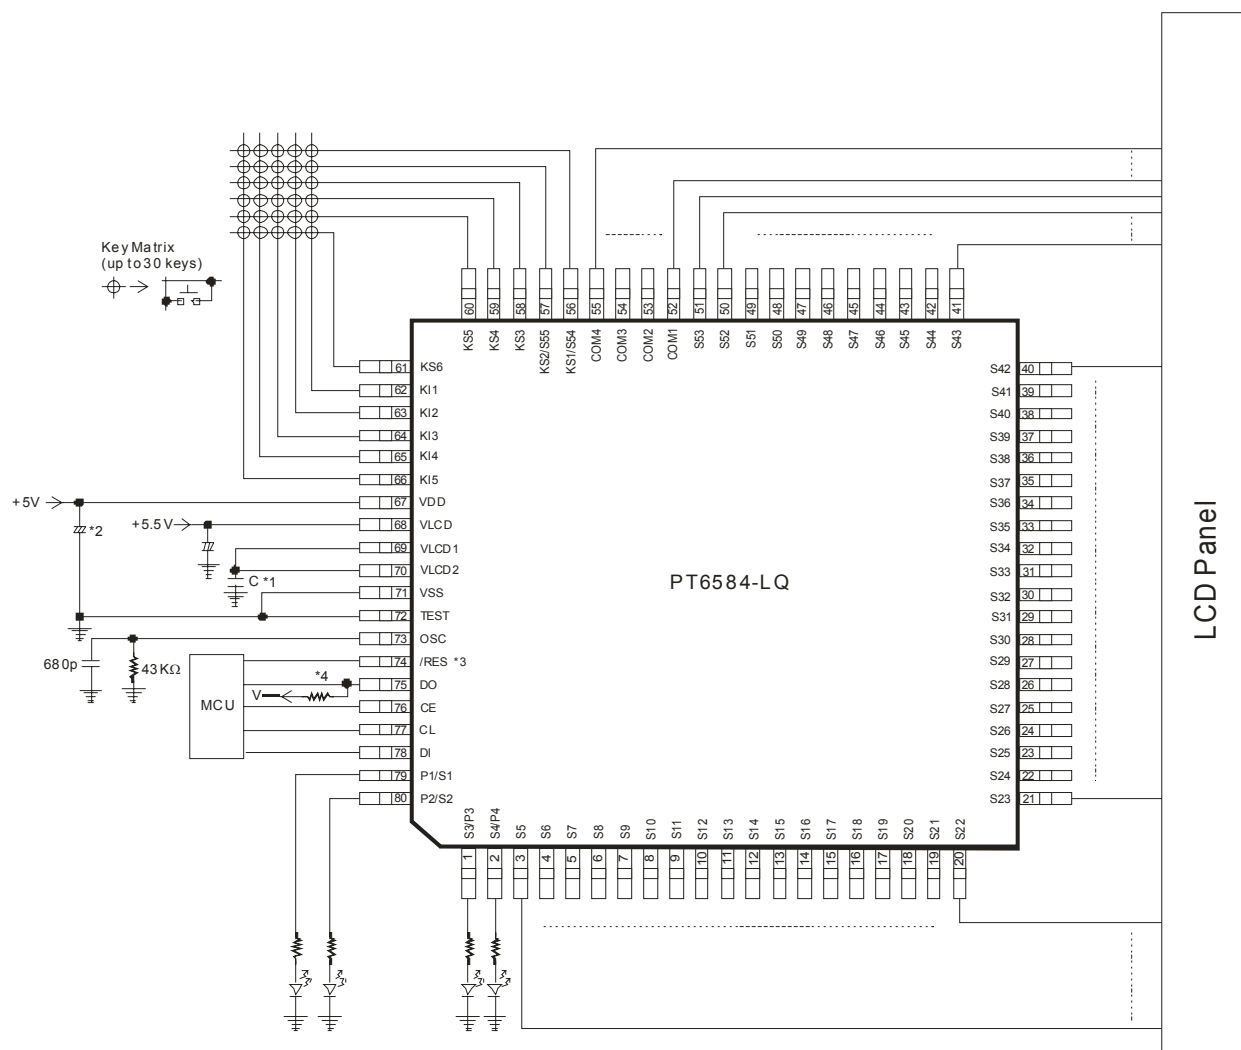 Key Matrix
(up to 30 keys)
60 59 58 57 56 55 54 53 52 51 50 49 48 47 46 45 44 43 42 41
KS5 KS4 KS3 KS2/S55 KS1/S54 COM4 COM3 COM2 COM1 S53 S52 S51 S50 S49 S48 S47 S46 S45 S44 S43
61 KS6
62 KI1
63 KI2
64 KI3
65 KI4
66 KI5
+5V
67 VDD
*2
+5.5V
68 VLCD
69 VLCD1
70 VLCD2
C *1
71 VSS
72 TEST
73 OSC
680p
43KΩ
74 /RES *3
*4
75 DO
V
MCU
76 CE
77 CL
78 DI
79 P1/S1
80 P2/S2
PT6584-LQ
S42 40
S41 39
S40 38
S39 37
S38 36
S37 35
S36 34
S35 33
S34 32
S33 31
S32 30
S31 29
S30 28
S29 27
S28 26
S27 25
S26 24
S25 23
S24 22
S23 21
LCD Panel
S3/P3 S4/P4 S5 S6 S7 S8 S9 S10 S11 S12 S13 S14 S15 S16 S17 S18 S19 S20 S21 S22
1 2 3 4 5 6 7 8 9 10 11 12 13 14 15 16 17 18 19 20